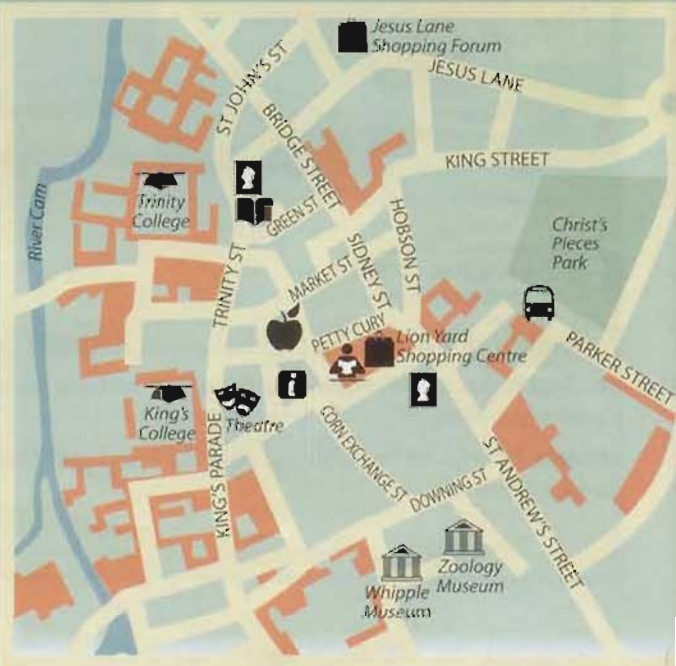 Jesus Lane
Shopping Forum
JESUS LANE
ST JOHN'S ST
BRIDGE STREET
KING STREET
Trinity
College
River Cam
GREEN ST
HOBSON ST
Christ's
Pieces
Park
SIDNEY ST
TRINITY ST
MARKET ST
PETTY CURY
Lion Yard
Shopping Centre
PARKER STREET
i
King's
College
Theatre
KING'S PARADE
CORN EXCHANGE ST
DOWNING ST
ST ANDREW'S STREET
Zoology
Museum
Whipple
Museum